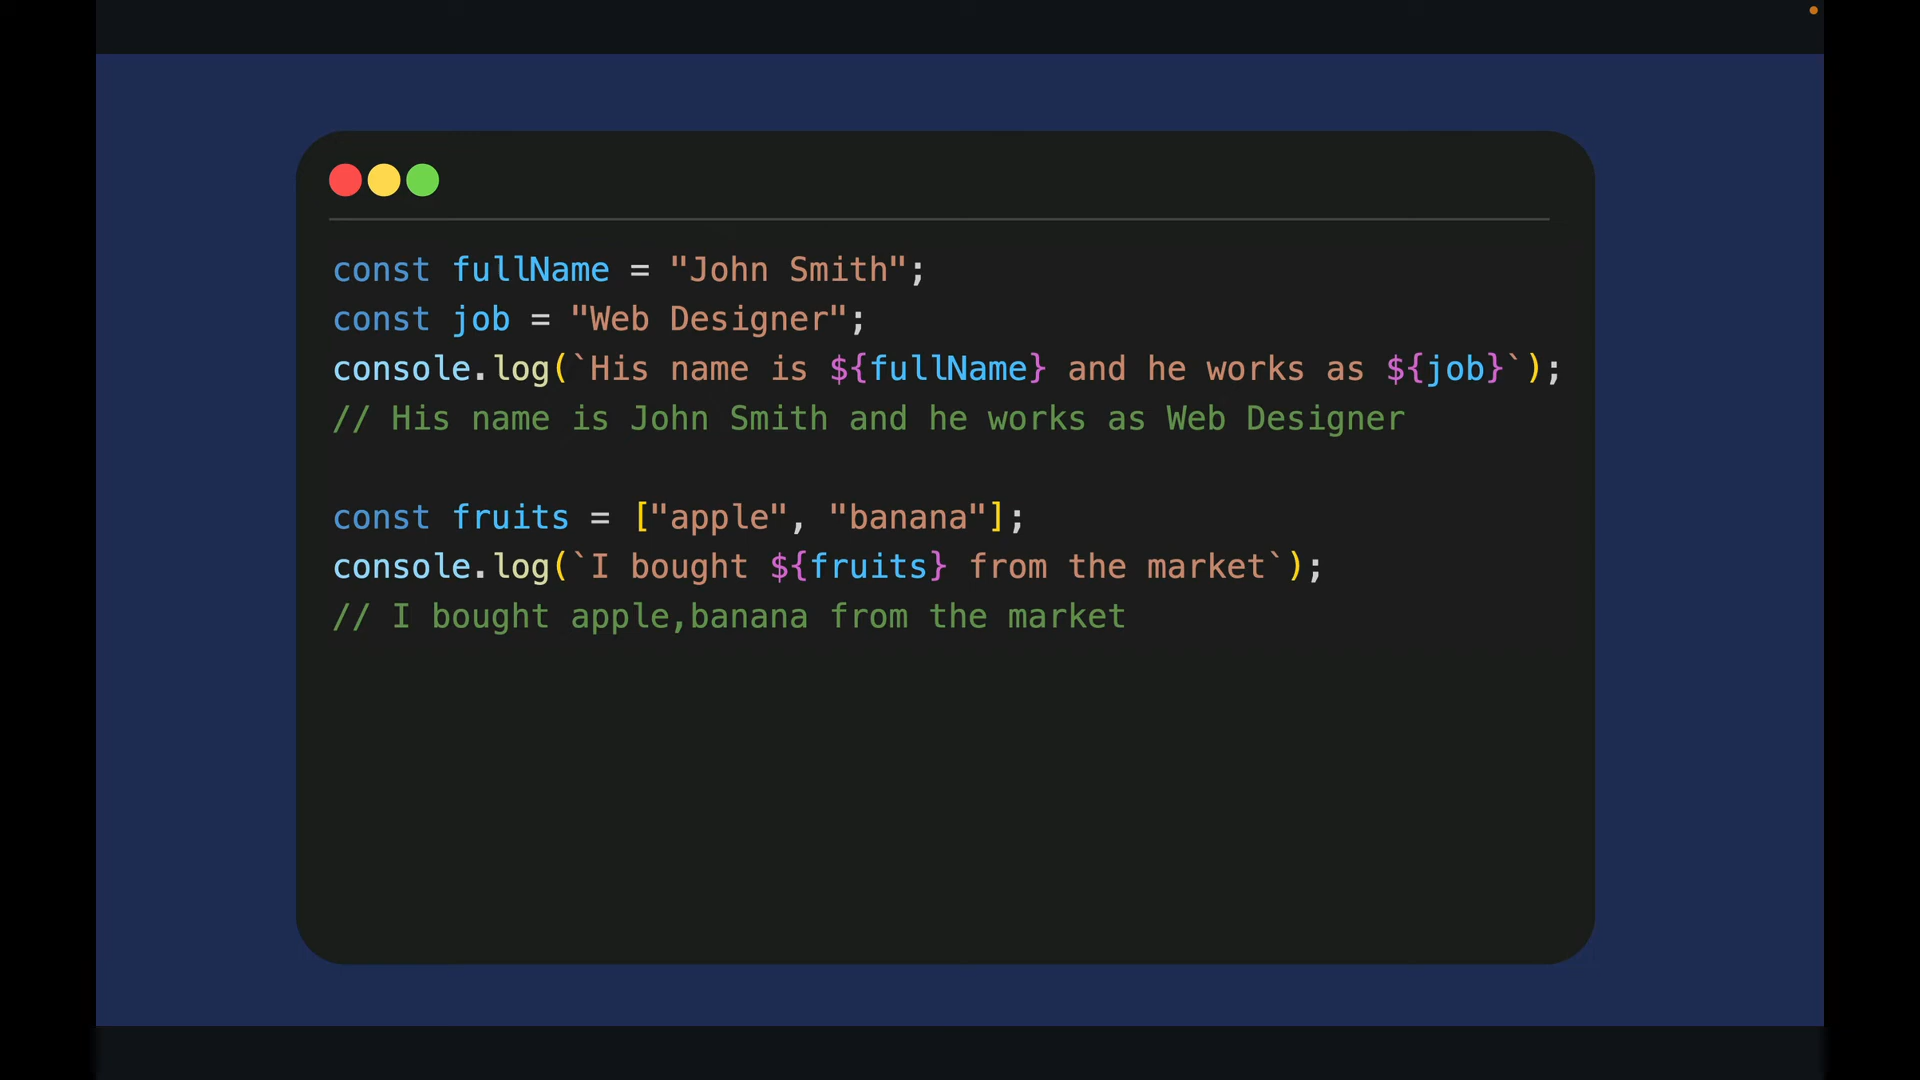 const fullName = "John Smith";
const job = "Web Designer";
console.log(`His name is ${fullName} and he works as ${job}`);
// His name is John Smith and he works as Web Designer
const fruits = ["apple", "banana"];
console.log(`I bought ${fruits} from the market`);
// I bought apple,banana from the market